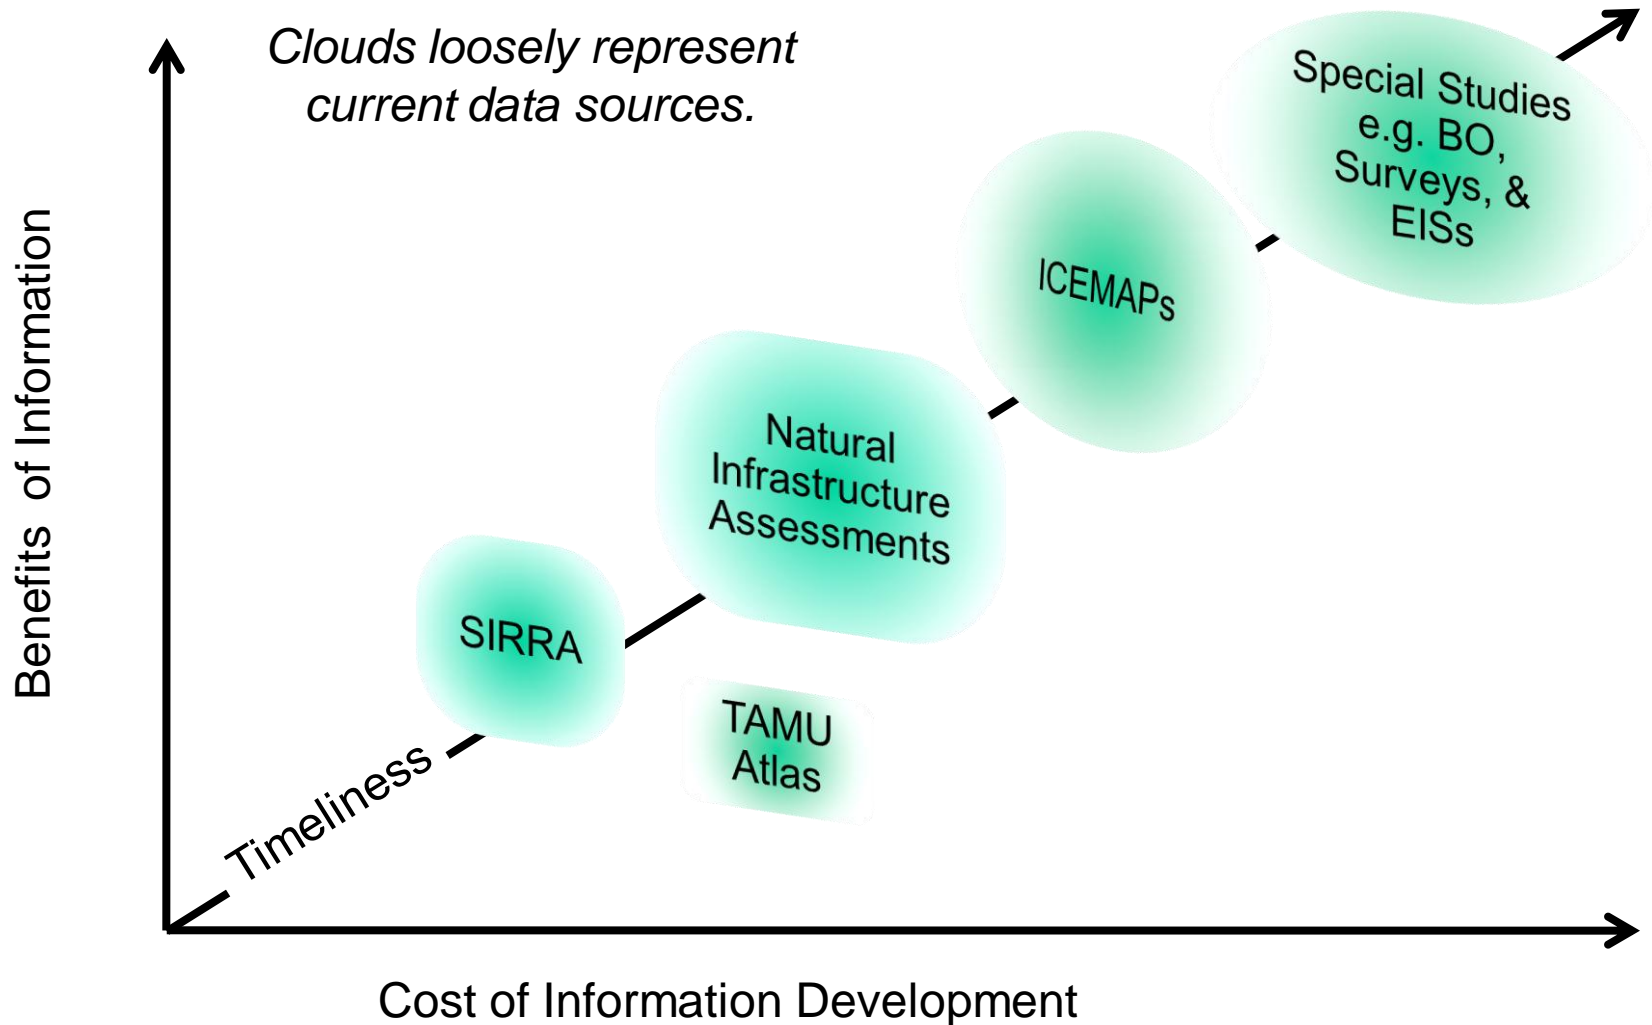 Clouds loosely represent
current data sources.
Special Studies
e.g. BO,
Surveys, &
EISs
ICEMAPs
Natural
Infrastructure
Assessments
SIRRA
TAMU
Atlas
Timeliness
Benefits of Information
Cost of Information Development